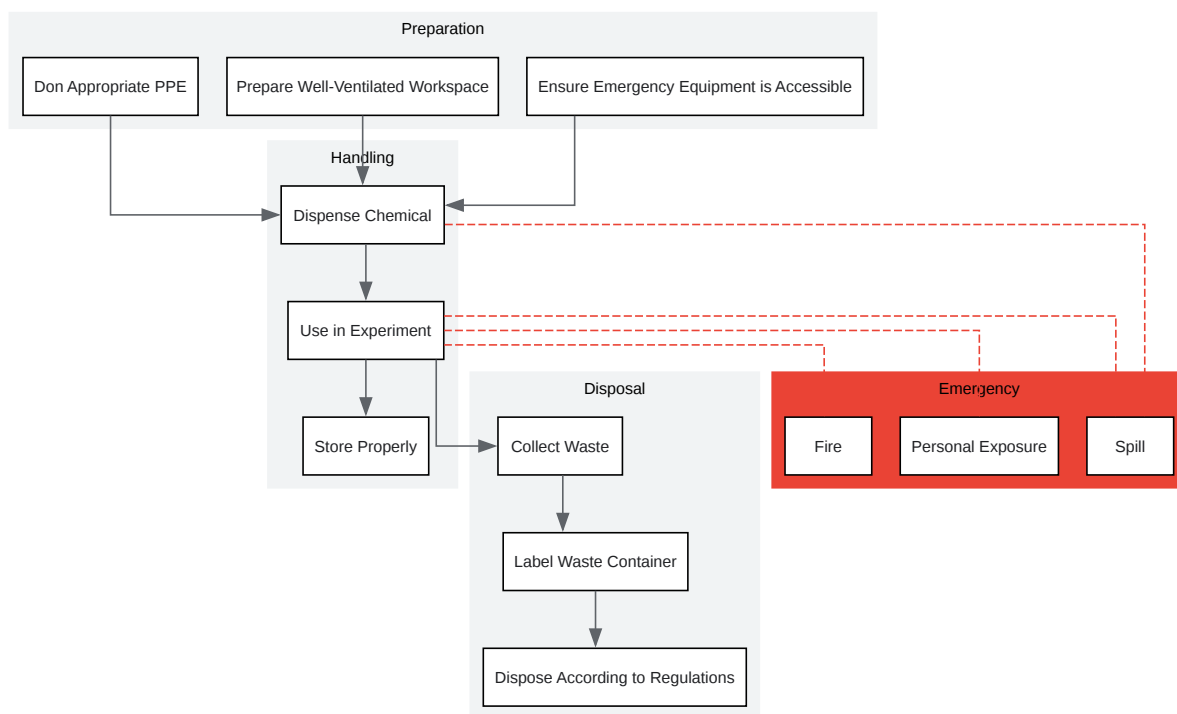 Preparation
Don Appropriate PPE
Prepare Well-Ventilated Workspace
Ensure Emergency Equipment is Accessible
Handling
Dispense Chemical
Use in Experiment
Store Properly
Disposal
Collect Waste
Label Waste Container
Dispose According to Regulations
Emergency
Fire
Personal Exposure
Spill